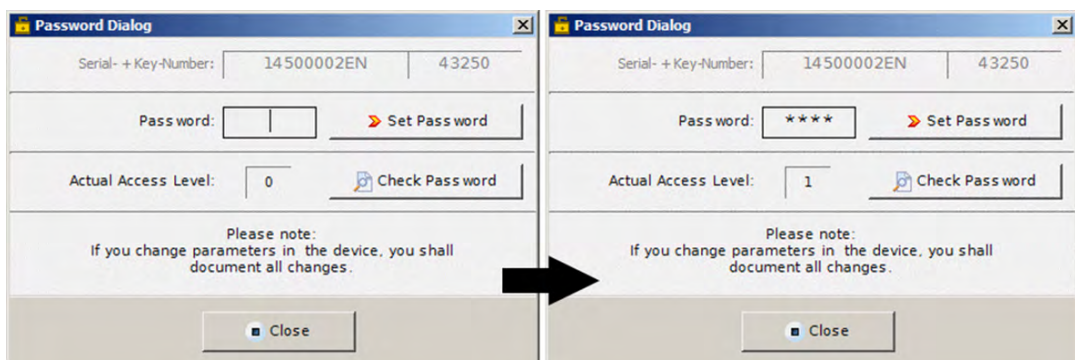 Password Dialog
Serial- + Key-Number: 14500002EN 43250
Password: Set Password
Actual Access Level: 0 Check Password
Please note:
If you change parameters in the device, you shall
document all changes.
Close
Password Dialog
Serial- + Key-Number: 14500002EN 43250
Password: **** Set Password
Actual Access Level: 1 Check Password
Please note:
If you change parameters in the device, you shall
document all changes.
Close